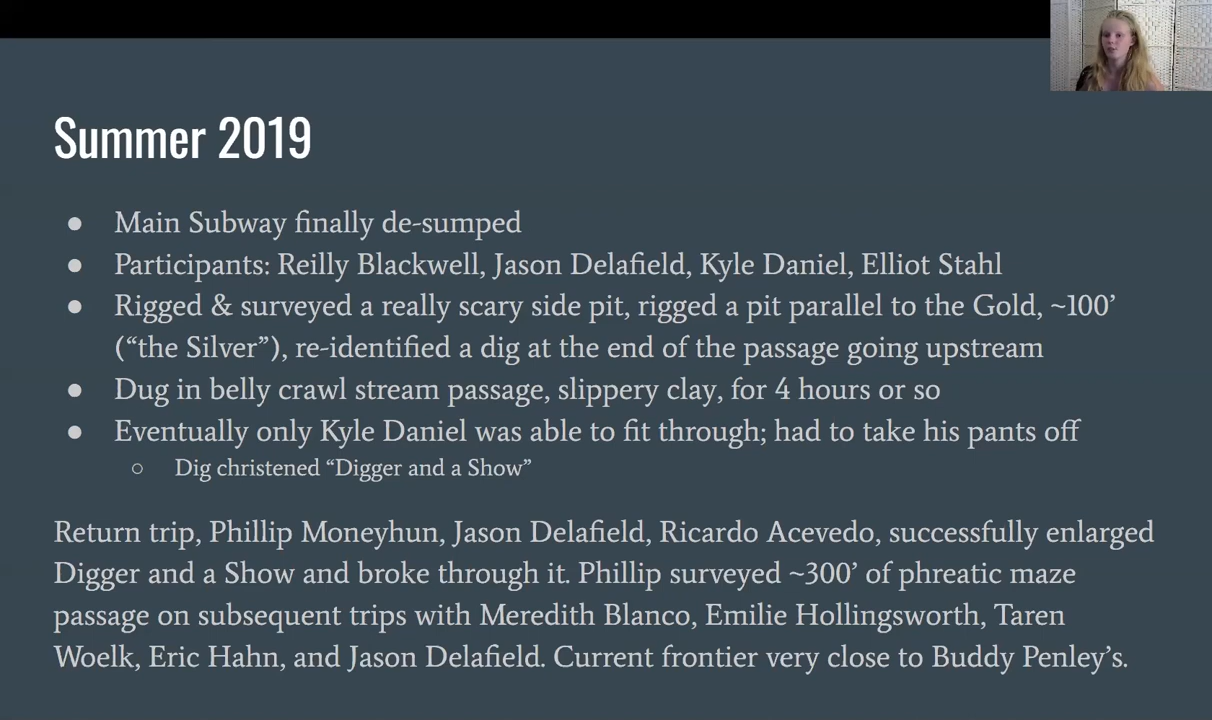 Summer 2019
● Main Subway finally de-sumped
● Participants: Reilly Blackwell, Jason Delafield, Kyle Daniel, Elliot Stahl
● Rigged & surveyed a really scary side pit, rigged a pit parallel to the Gold, ~100’
(“the Silver”), re-identified a dig at the end of the passage going upstream
● Dug in belly crawl stream passage, slippery clay, for 4 hours or so
● Eventually only Kyle Daniel was able to fit through; had to take his pants off
○ Dig christened “Digger and a Show”
Return trip, Phillip Moneyhun, Jason Delafield, Ricardo Acevedo, successfully enlarged
Digger and a Show and broke through it. Phillip surveyed ~300’ of phreatic maze
passage on subsequent trips with Meredith Blanco, Emilie Hollingsworth, Taren
Woelk, Eric Hahn, and Jason Delafield. Current frontier very close to Buddy Penley’s.